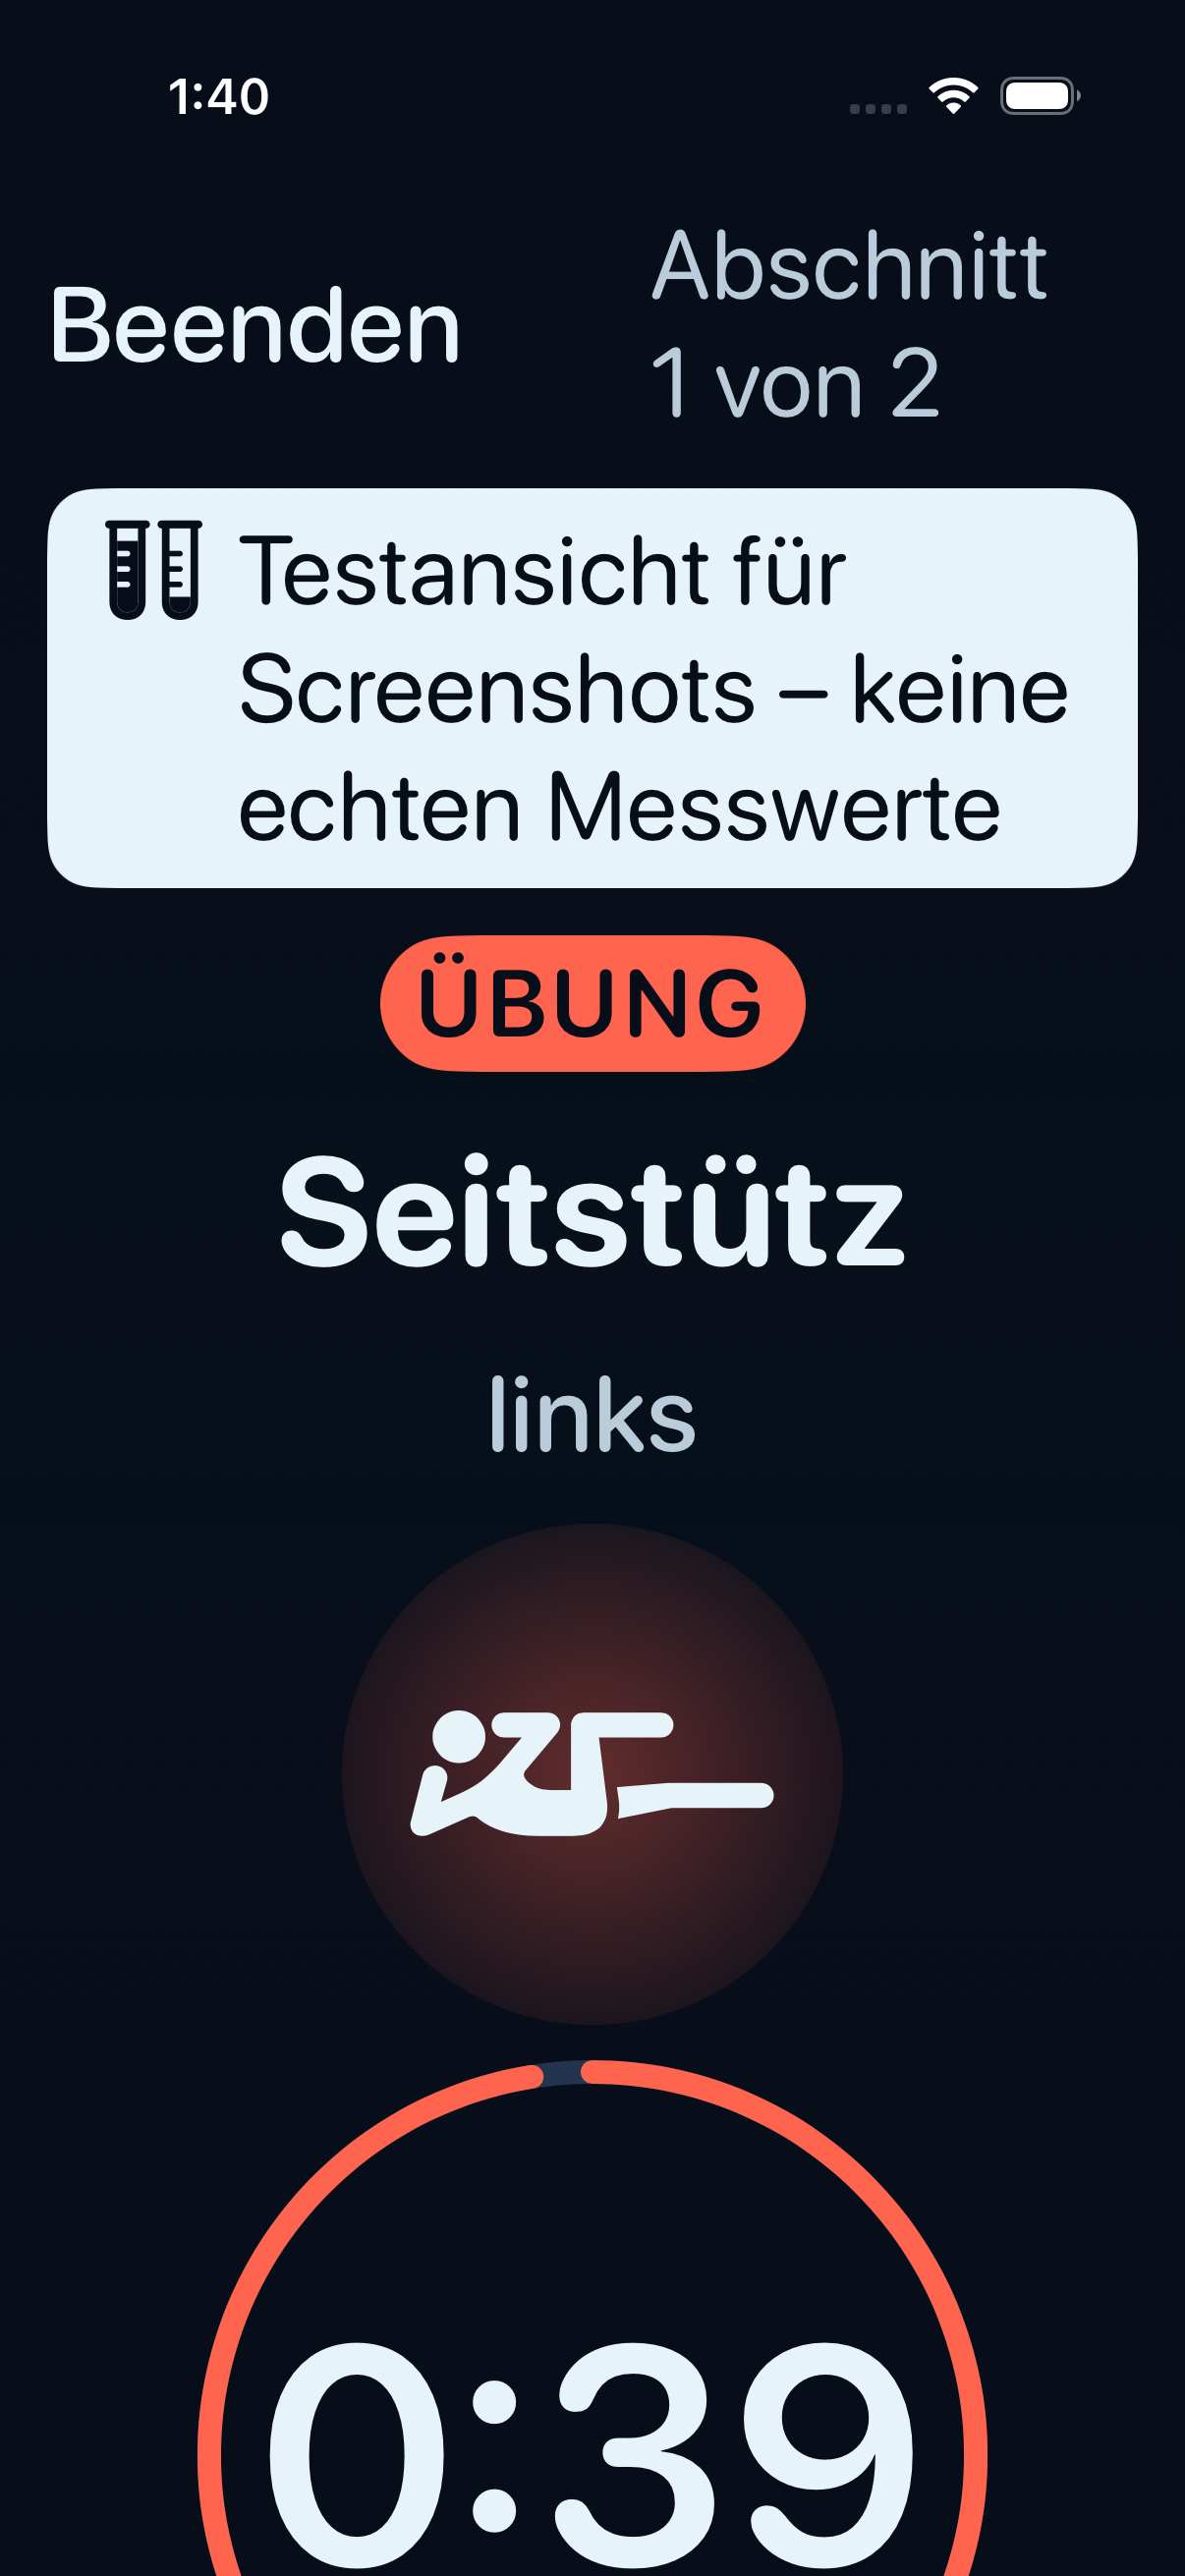 1:40
Beenden
Abschnitt
1 von 2
Testansicht für
Screenshots – keine
echten Messwerte
ÜBUNG
Seitstütz
links
0:39